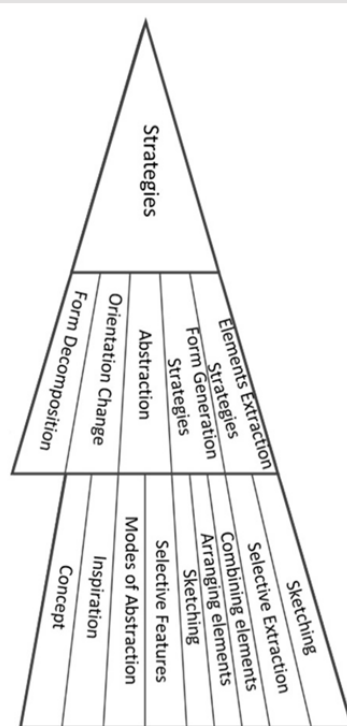 Strategies
Elements Extraction
Strategies
Form Generation
Strategies
Abstraction
Orientation Change
Form Decomposition
Sketching
Selective Extraction
Combining elements
Arranging elements
Sketching
Selective Features
Modes of Abstraction
Inspiration
Concept